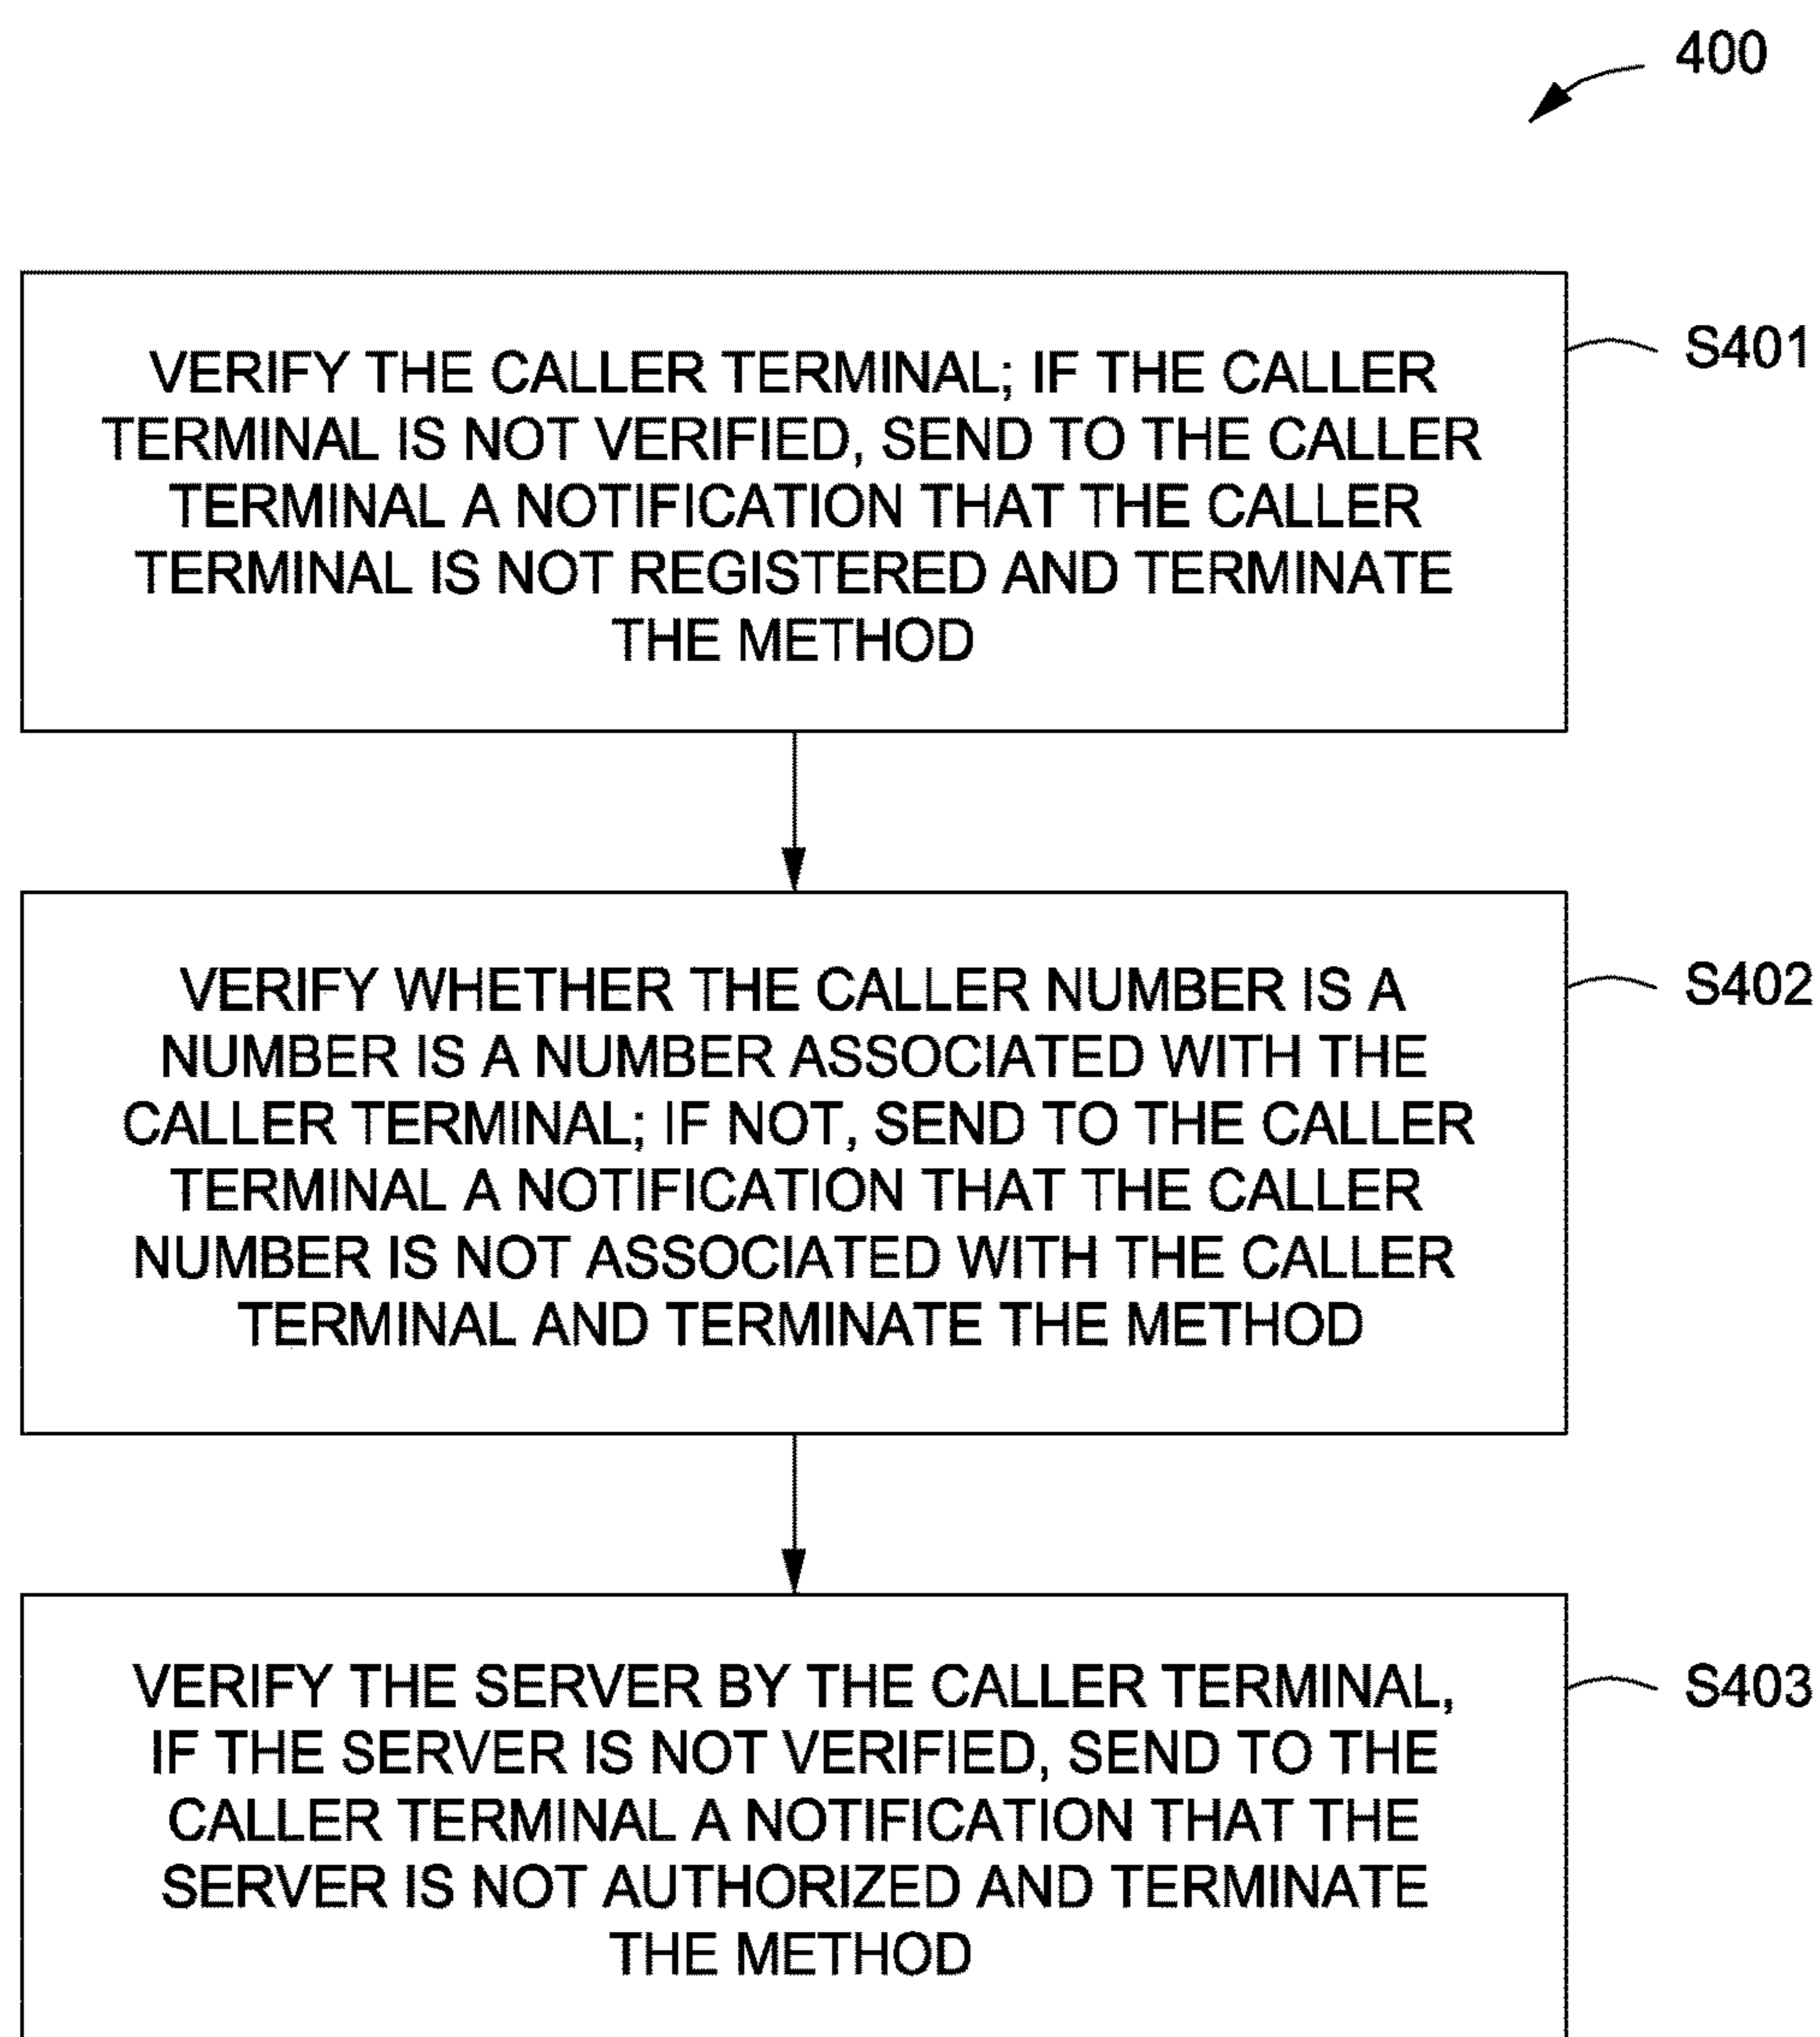 400
VERIFY THE CALLER TERMINAL; IF THE CALLER
TERMINAL IS NOT VERIFIED, SEND TO THE CALLER
TERMINAL A NOTIFICATION THAT THE CALLER
TERMINAL IS NOT REGISTERED AND TERMINATE
THE METHOD
S401
VERIFY WHETHER THE CALLER NUMBER IS A
NUMBER IS A NUMBER ASSOCIATED WITH THE
CALLER TERMINAL; IF NOT, SEND TO THE CALLER
TERMINAL A NOTIFICATION THAT THE CALLER
NUMBER IS NOT ASSOCIATED WITH THE CALLER
TERMINAL AND TERMINATE THE METHOD
S402
VERIFY THE SERVER BY THE CALLER TERMINAL,
IF THE SERVER IS NOT VERIFIED, SEND TO THE
CALLER TERMINAL A NOTIFICATION THAT THE
SERVER IS NOT AUTHORIZED AND TERMINATE
THE METHOD
S403